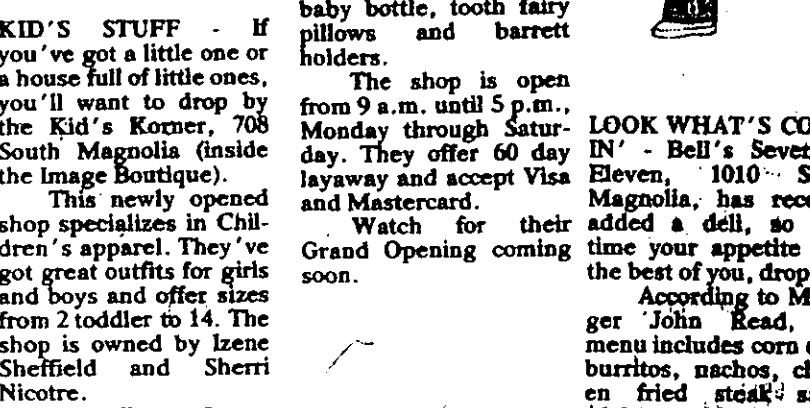 KID'S STUFF - If
you've got a little one or
a house full of little ones,
you'll want to drop by
the Kid's Korner, 708
South Magnolia (inside
the Image Boutique).
This newly opened
shop specializes in Chil-
dren's apparel. They've
got great outfits for girls
and boys and offer sizes
from 2 toddler to 14. The
shop is owned by Izene
Sheffield and Sherri
Nicotre.
baby bottle, tooth fairy
pillows and barrett
holders.
The shop is open
from 9 a.m. until 5 p.m.,
Monday through Satur-
day. They offer 60 day
layaway and accept Visa
and Mastercard.
Watch for their
Grand Opening coming
soon.
LOOK WHAT'S CO
IN' - Bell's Seve
Eleven, 1010 S
Magnolia, has rec
added a deli, so
time your appetite
the best of you, drop
According to M
ger John Read,
menu includes corn
burritos, nachos, ch
en fried steak s